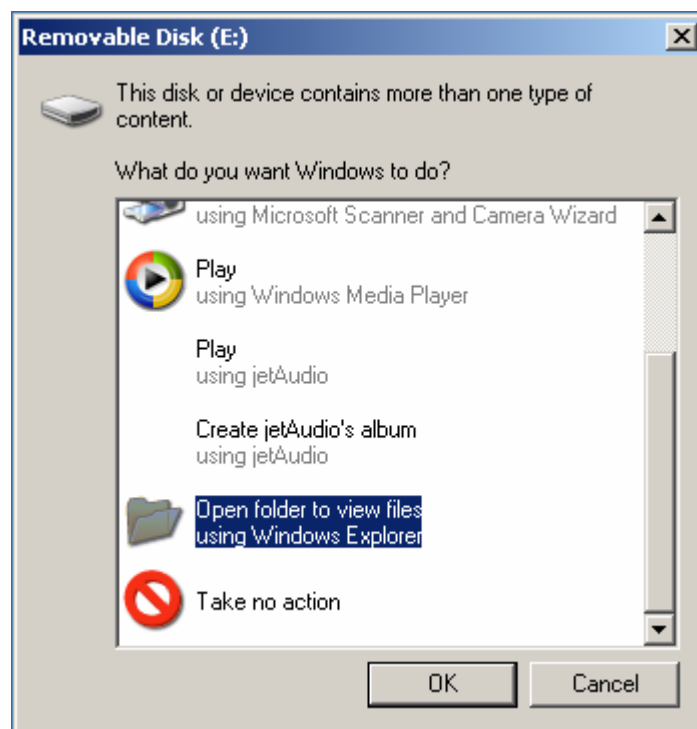 Removable Disk (E:)
This disk or device contains more than one type of
content.
What do you want Windows to do?
using Microsoft Scanner and Camera Wizard
Play
using Windows Media Player
Play
using jetAudio
Create jetAudio's album
using jetAudio
Open folder to view files
using Windows Explorer
Take no action
OK
Cancel